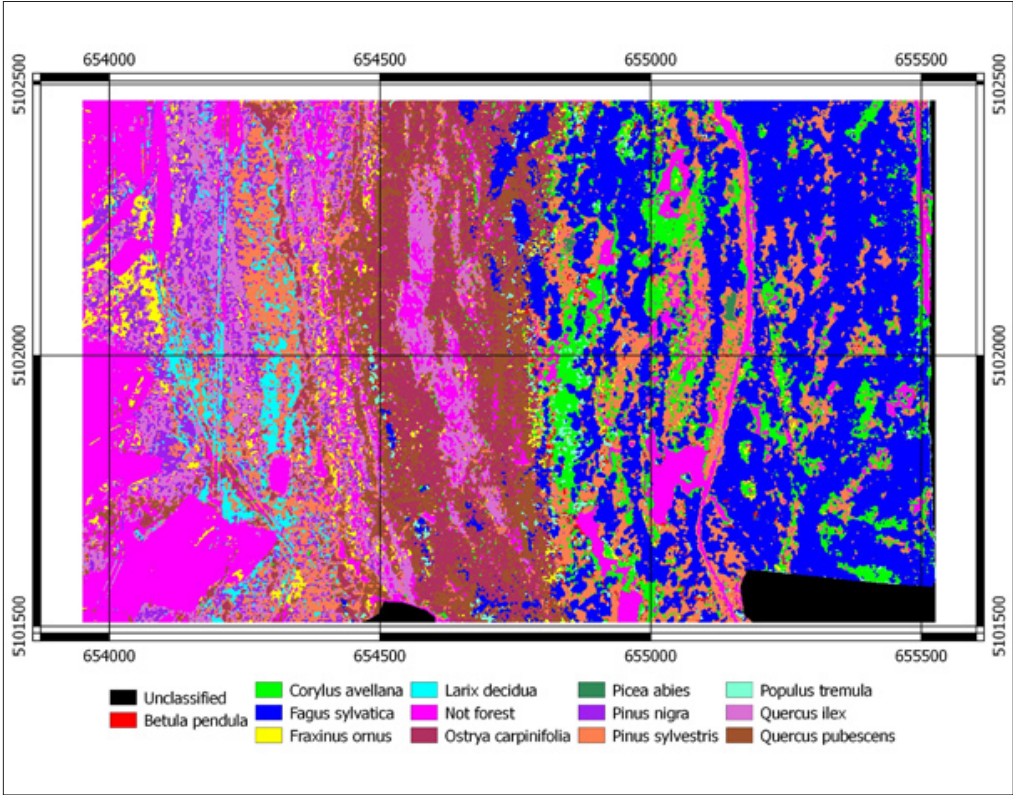 654000 654500 655000 655500
5102500 5102500
5102000 5102000
5101500 5101500
654000 654500 655000 655500
Unclassified Corylus avellana Larix decidua Picea abies Populus tremula
Betula pendula Fagus sylvatica Not forest Pinus nigra Quercus ilex
Fraxinus ornus Ostrya carpinifolia Pinus sylvestris Quercus pubescens